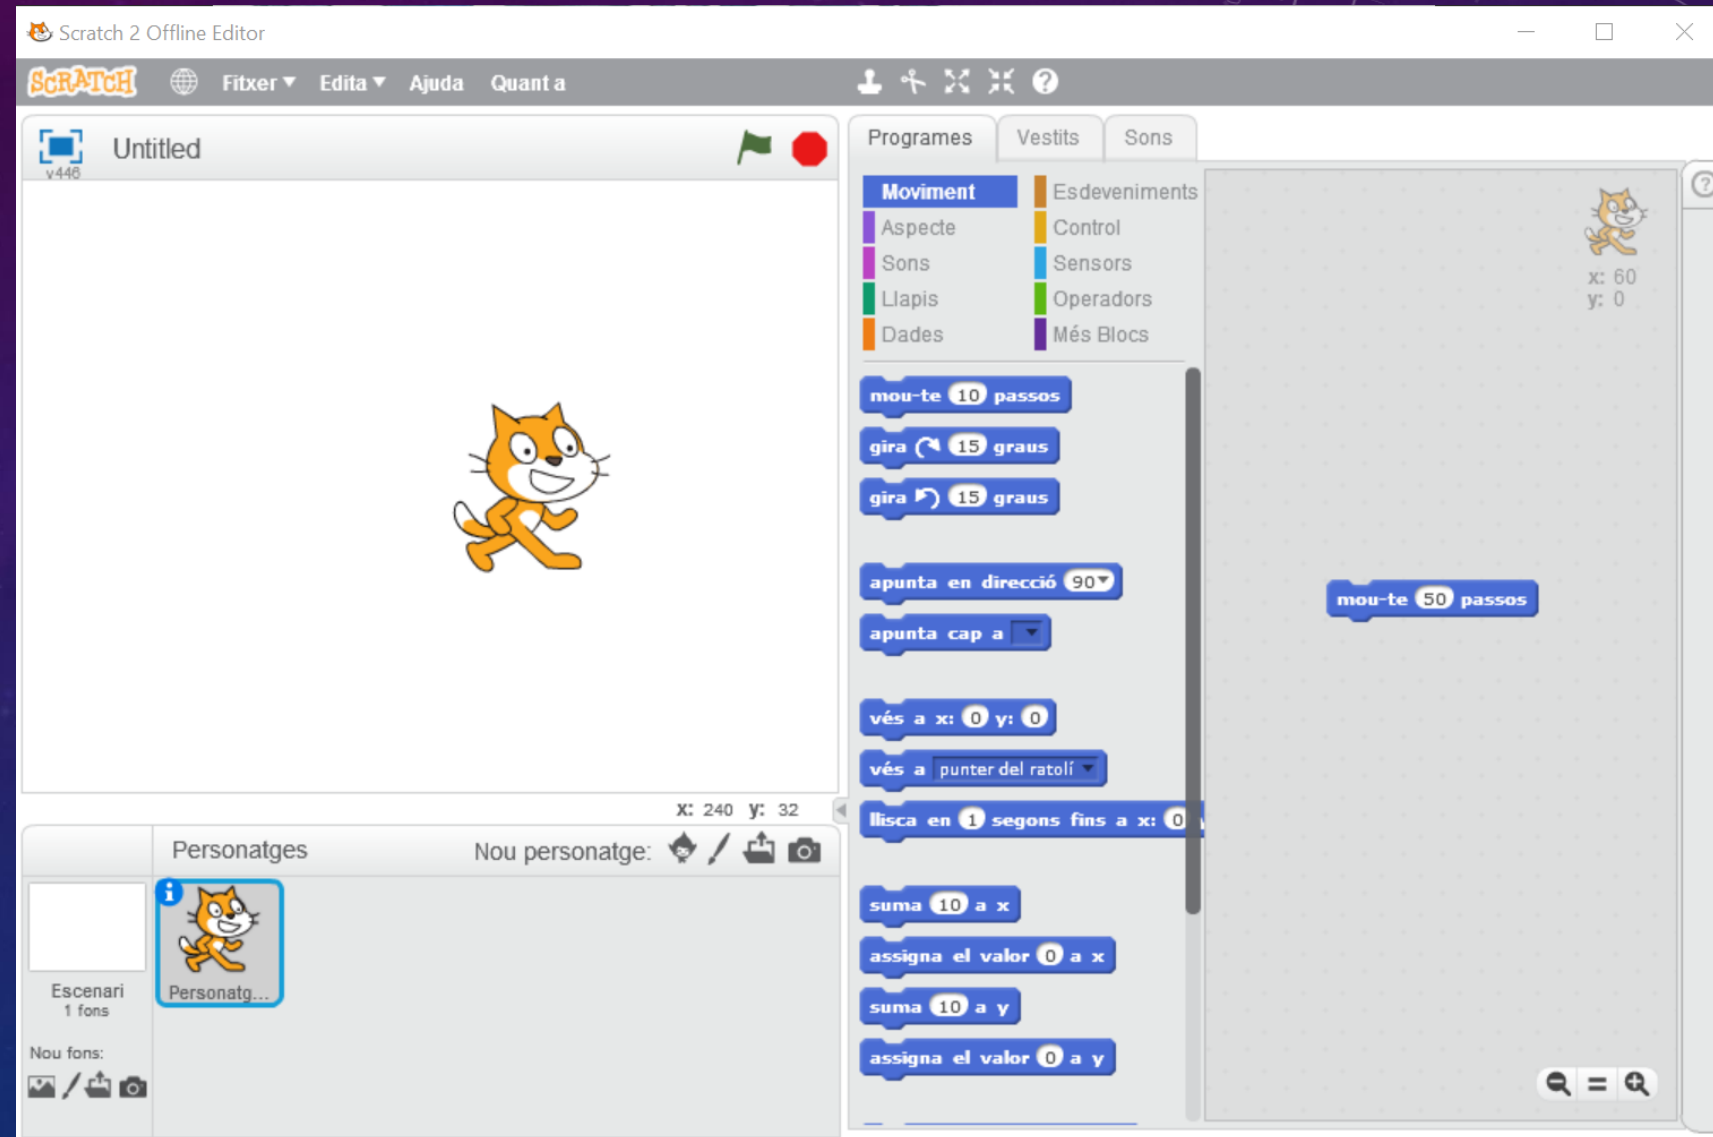 Scratch 2 Offline Editor
SCRATCH
Fitxer
Edita
Ajuda
Quant a
v446
Untitled
Programes
Vestits
Sons
Moviment
Esdeveniments
Aspecte
Control
Sons
Sensors
Llapis
Operadors
Dades
Més Blocs
x: 60
y: 0
mou-te 10 passos
gira 15 graus
gira 15 graus
apunta en direcció 90
apunta cap a
vés a x: 0 y: 0
vés a punter del ratolí
llisca en 1 segons fins a x: 0
suma 10 a x
assigna el valor 0 a x
suma 10 a y
assigna el valor 0 a y
mou-te 50 passos
x: 240 y: 32
Personatges
Nou personatge:
Personatg...
Escenari
1 fons
Nou fons: